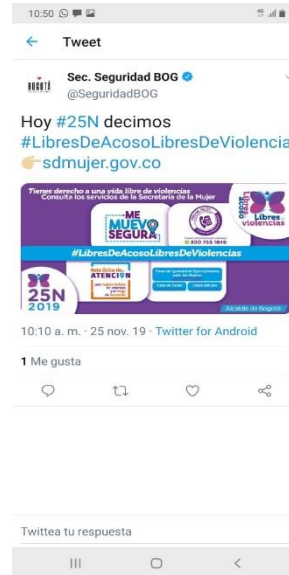 10:50
Tweet
BOGOTÁ
Sec. Seguridad BOG
@SeguridadBOG
Hoy #25N decimos
#LibresDeAcosoLibresDeViolencia
👉sdmujer.gov.co
Tienes derecho a una vida libre de violencias
Consulta los servicios de la Secretaría de la Mujer
ME
MUEVO
SEGURA
Libres
violencias
#LibresDeAcosoLibresDeViolencias
ATENCIÓN
25N
2019
Alcaldía de Bogotá
10:10 a. m. · 25 nov. 19 · Twitter for Android
1 Me gusta
Twittea tu respuesta